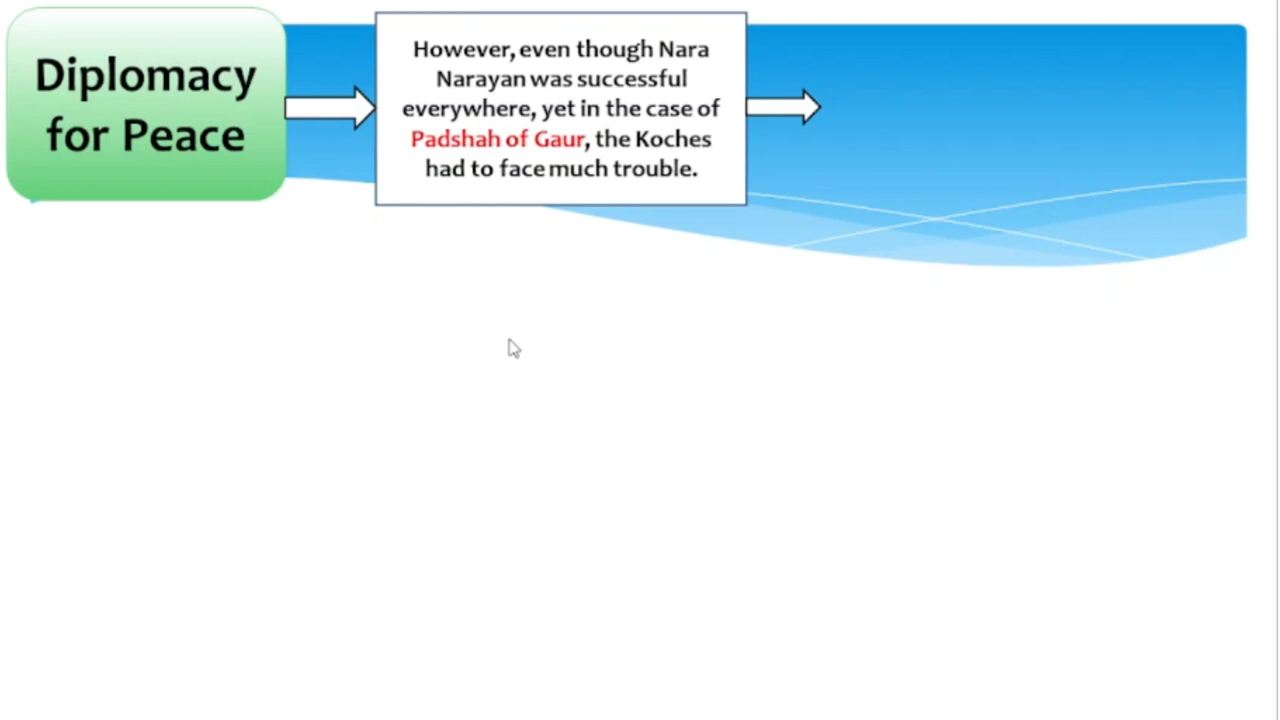 Diplomacy
for Peace
However, even though Nara
Narayan was successful
everywhere, yet in the case of
Padshah of Gaur, the Koches
had to face much trouble.